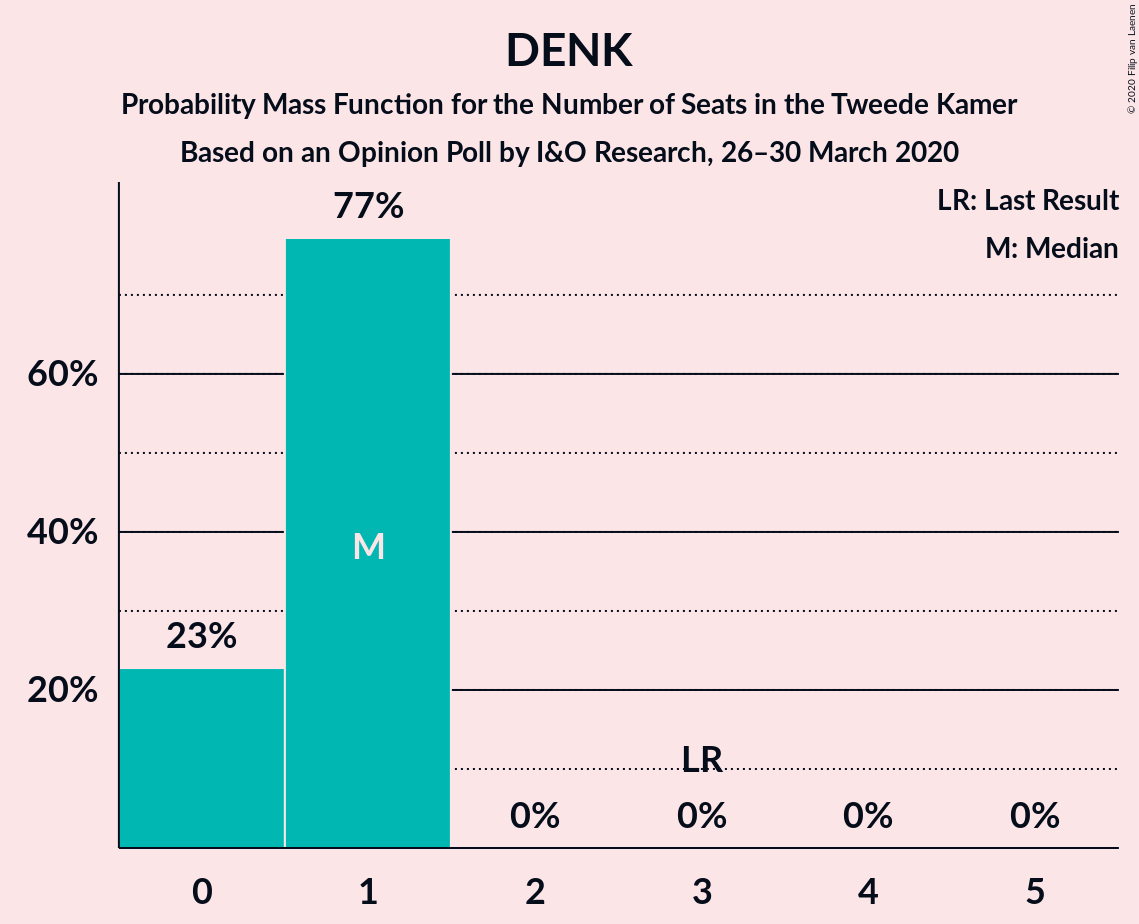 DENK
Probability Mass Function for the Number of Seats in the Tweede Kamer
Based on an Opinion Poll by I&O Research, 26–30 March 2020
© 2020 Filip van Laenen
LR: Last Result
M: Median
77%
60%
40%
M
23%
20%
LR
0% 0% 0% 0%
0 1 2 3 4 5